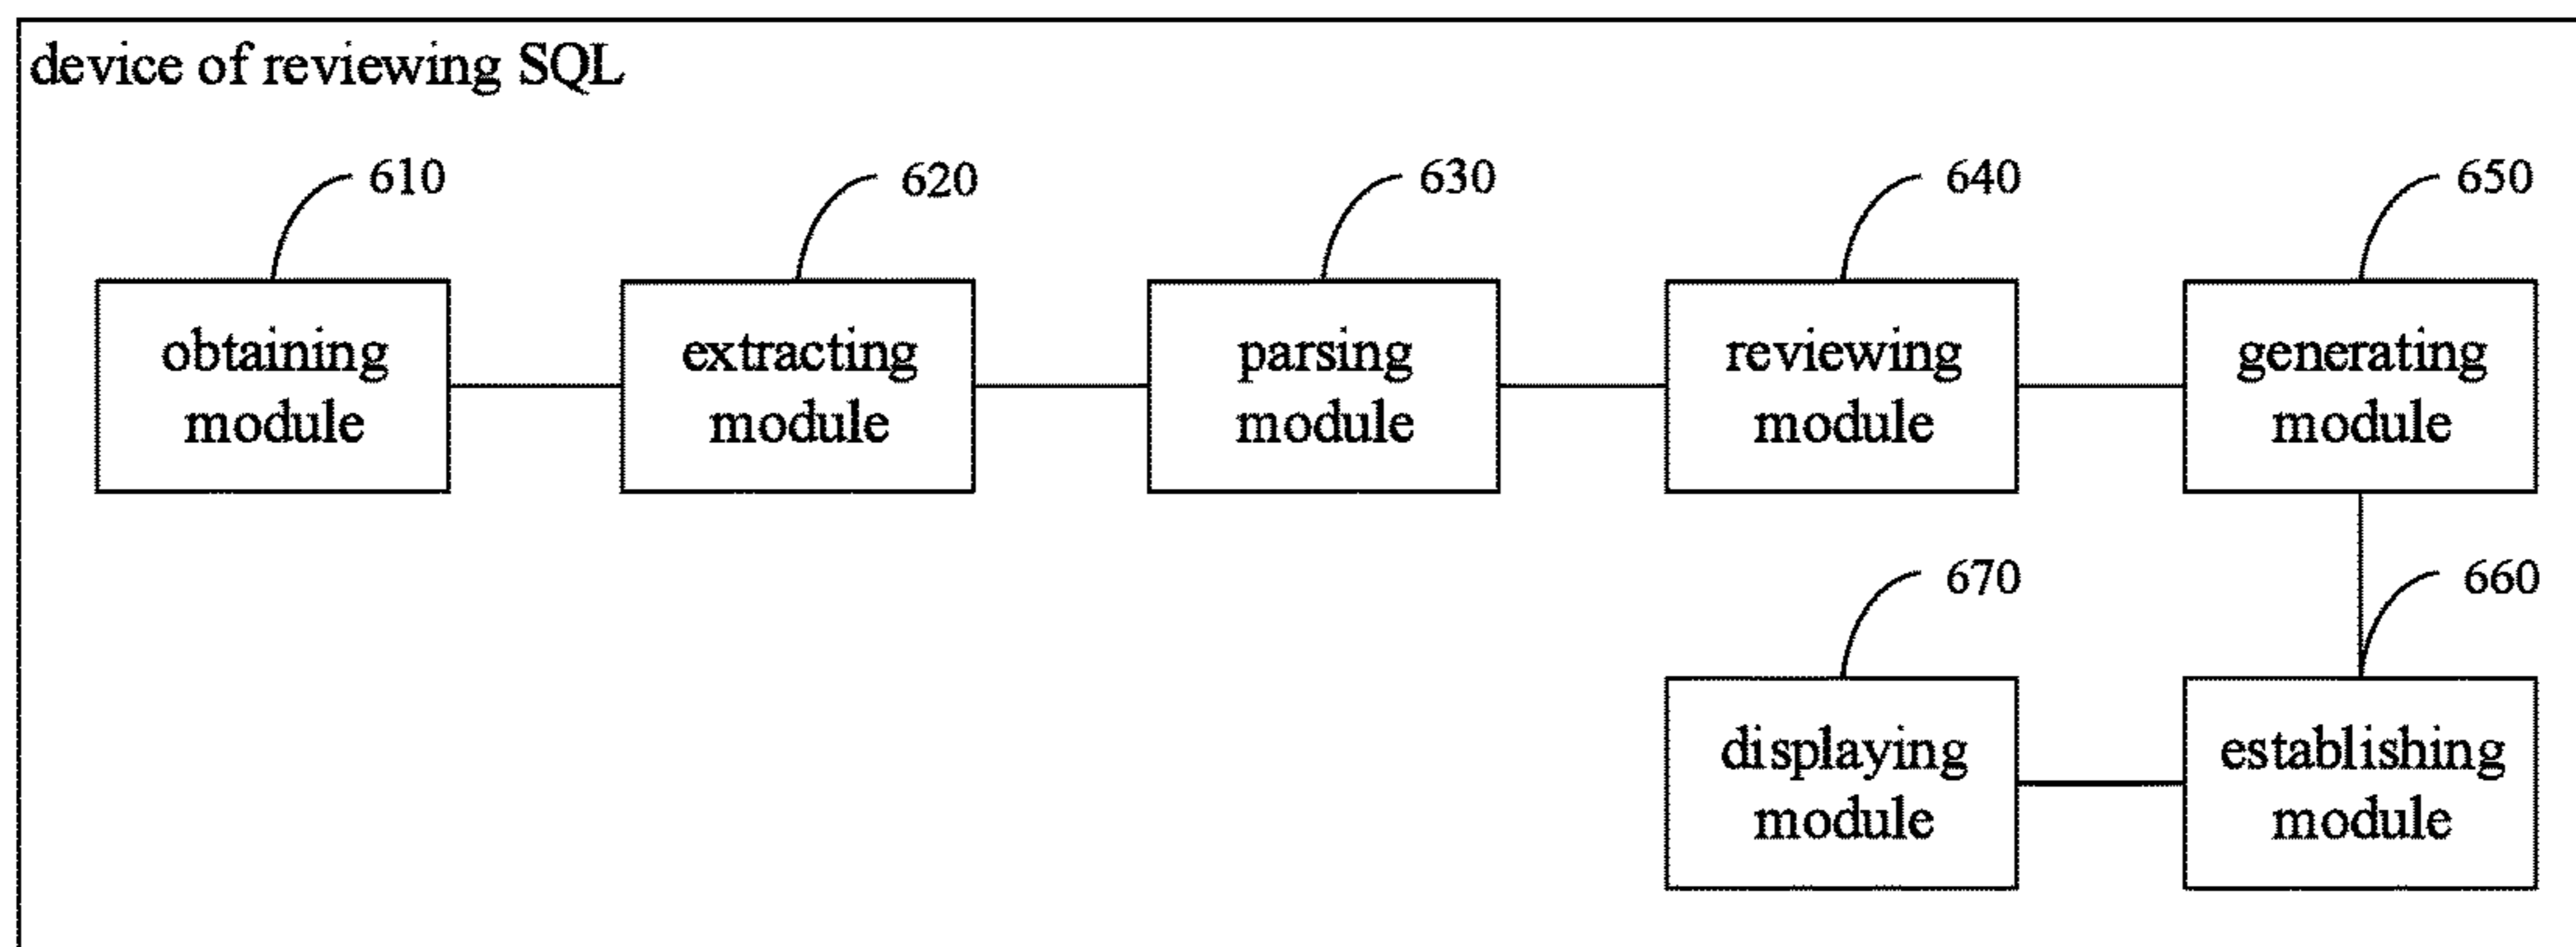 device of reviewing SQL
610
620
630
640
650
obtaining
module
extracting
module
parsing
module
reviewing
module
generating
module
670
660
displaying
module
establishing
module